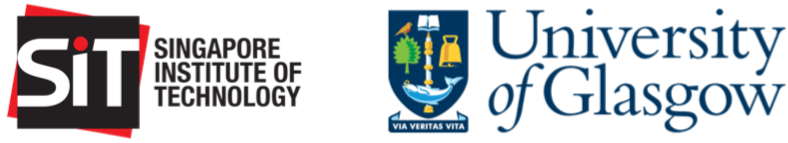 SiT
SINGAPORE
INSTITUTE OF
TECHNOLOGY
VIA VERITAS VITA
University
of Glasgow